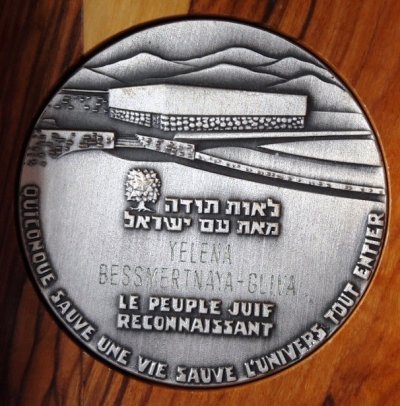 לאות תודה
מאת עם ישראל
YELENA
BESSMERTNAYA-GLIKA
LE PEUPLE JUIF
RECONNAISSANT
QUICONQUE SAUVE UNE VIE SAUVE L'UNIVERS TOUT ENTIER